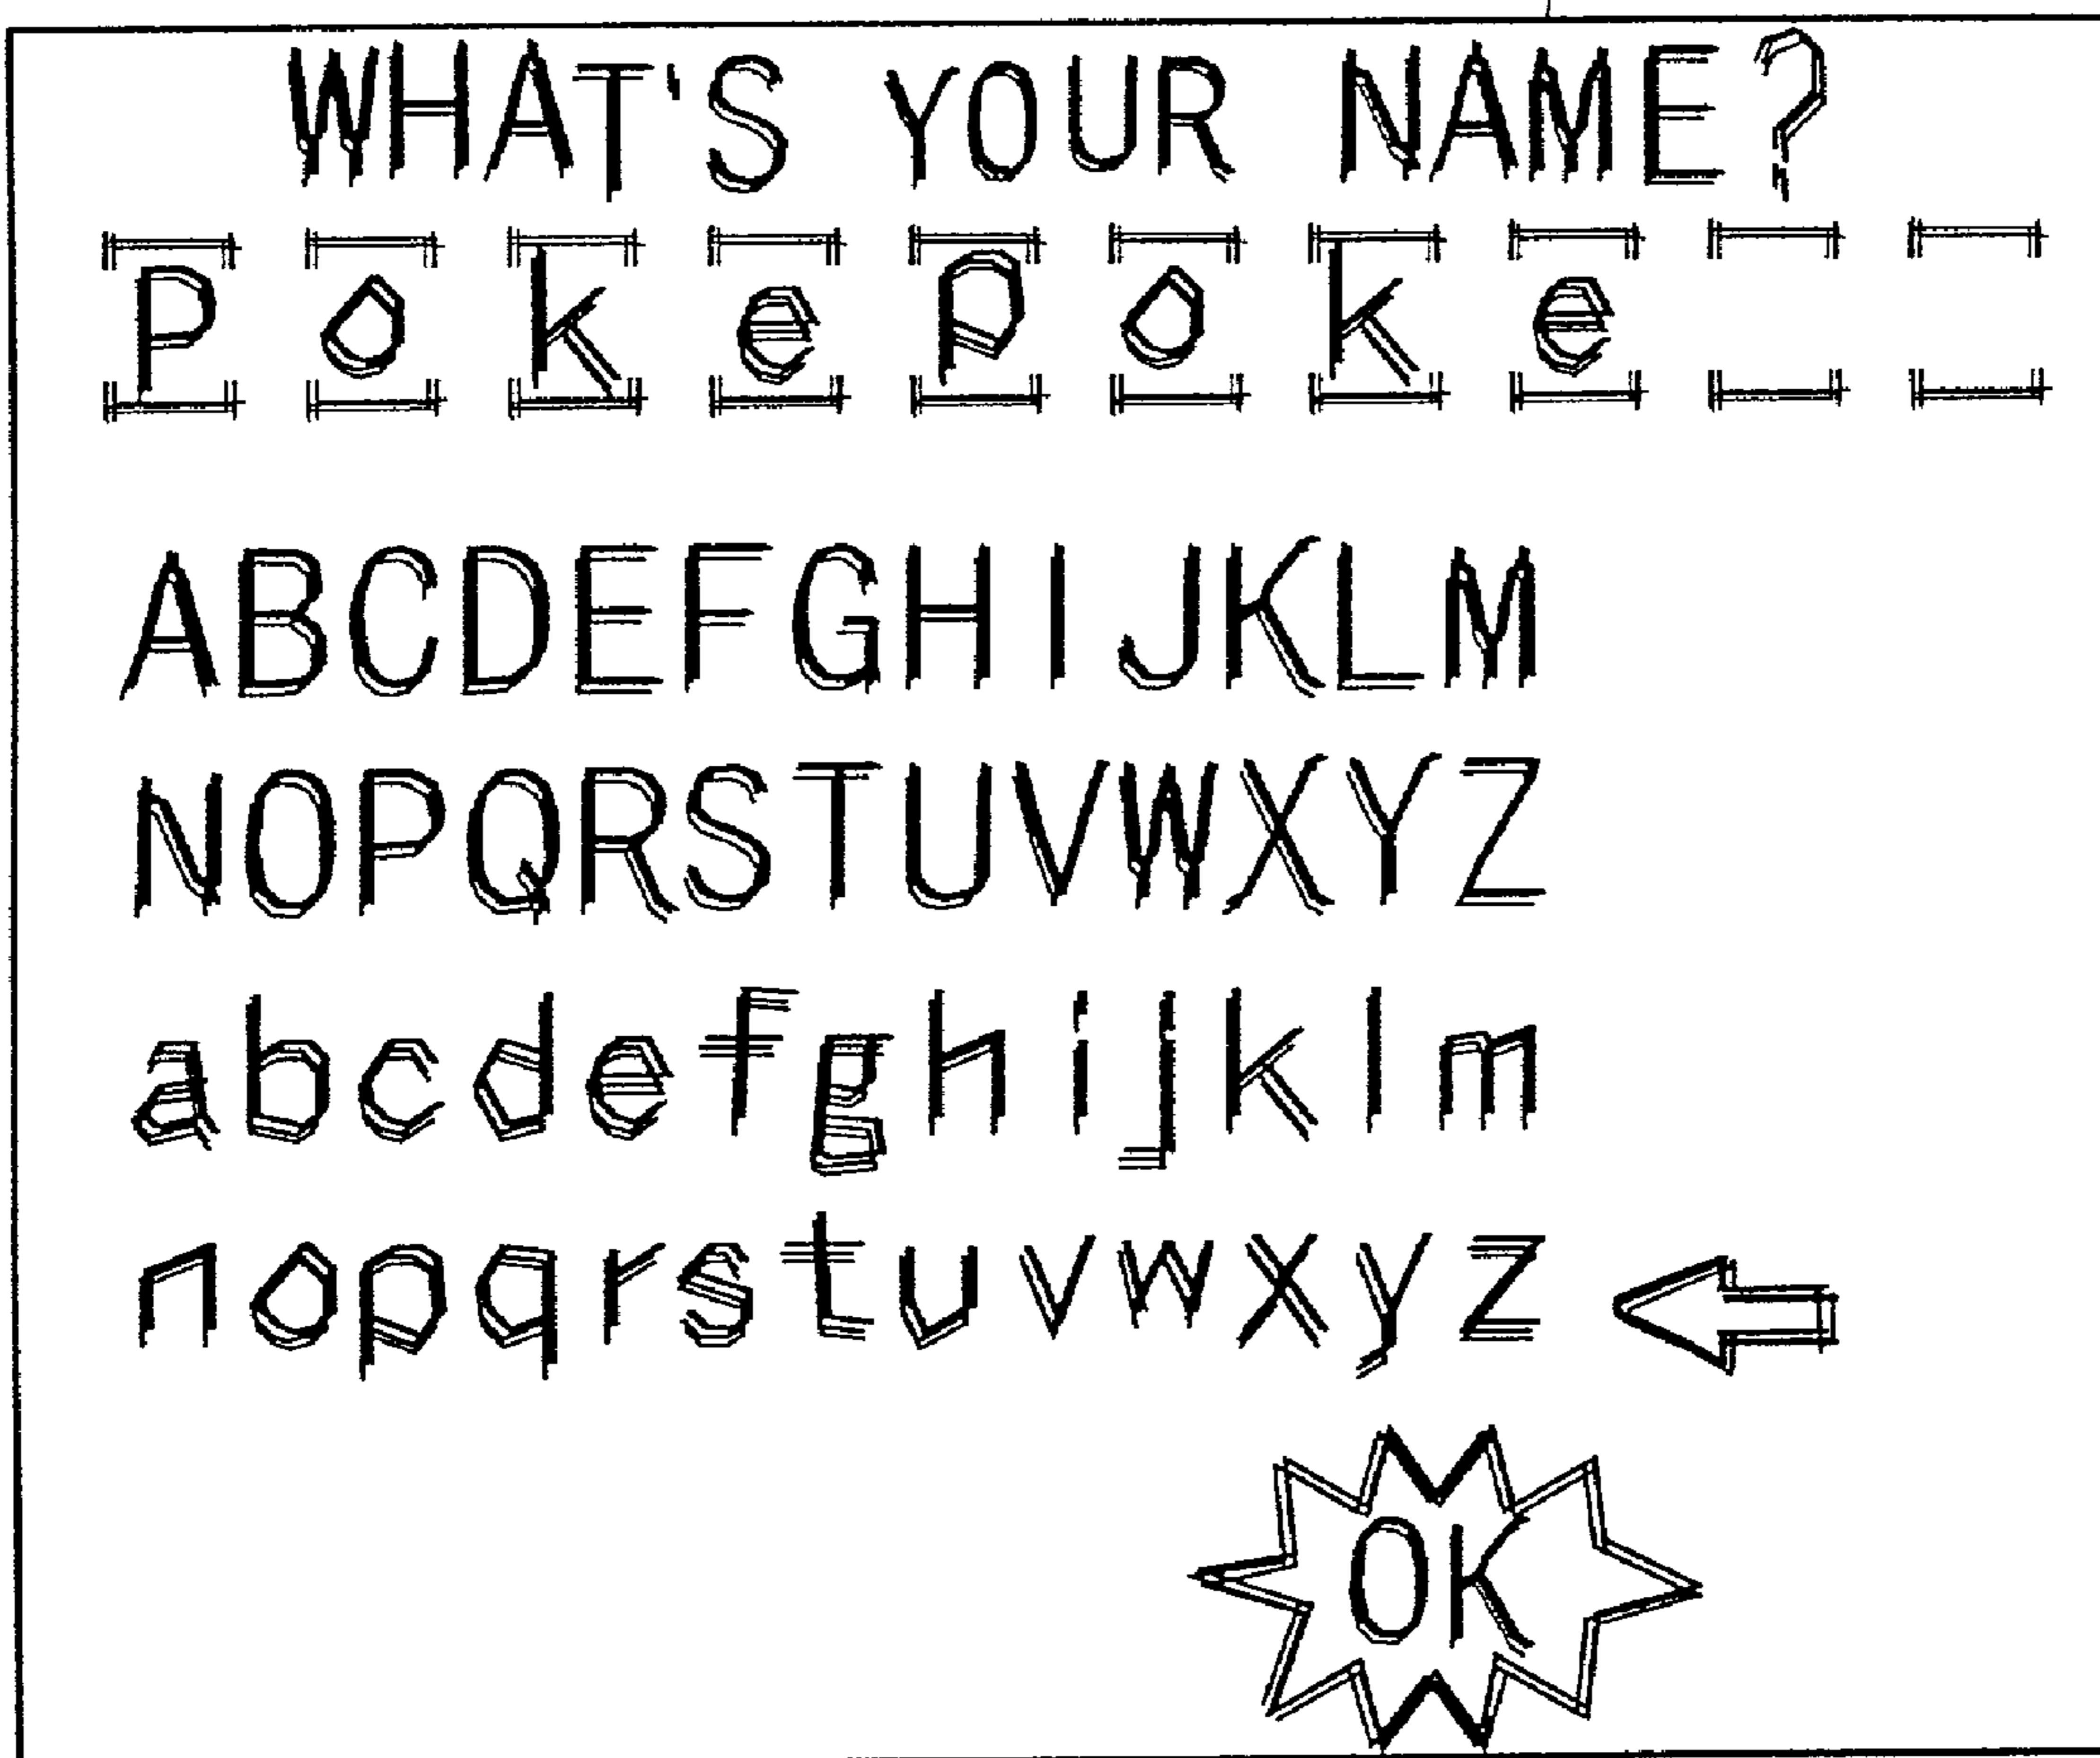 WHAT'S YOUR NAME?
Pokepoke
ABCDEFGHIJKLM
NOPQRSTUVWXYZ
abcdefghijklm
nopqrstuvwxyz
OK